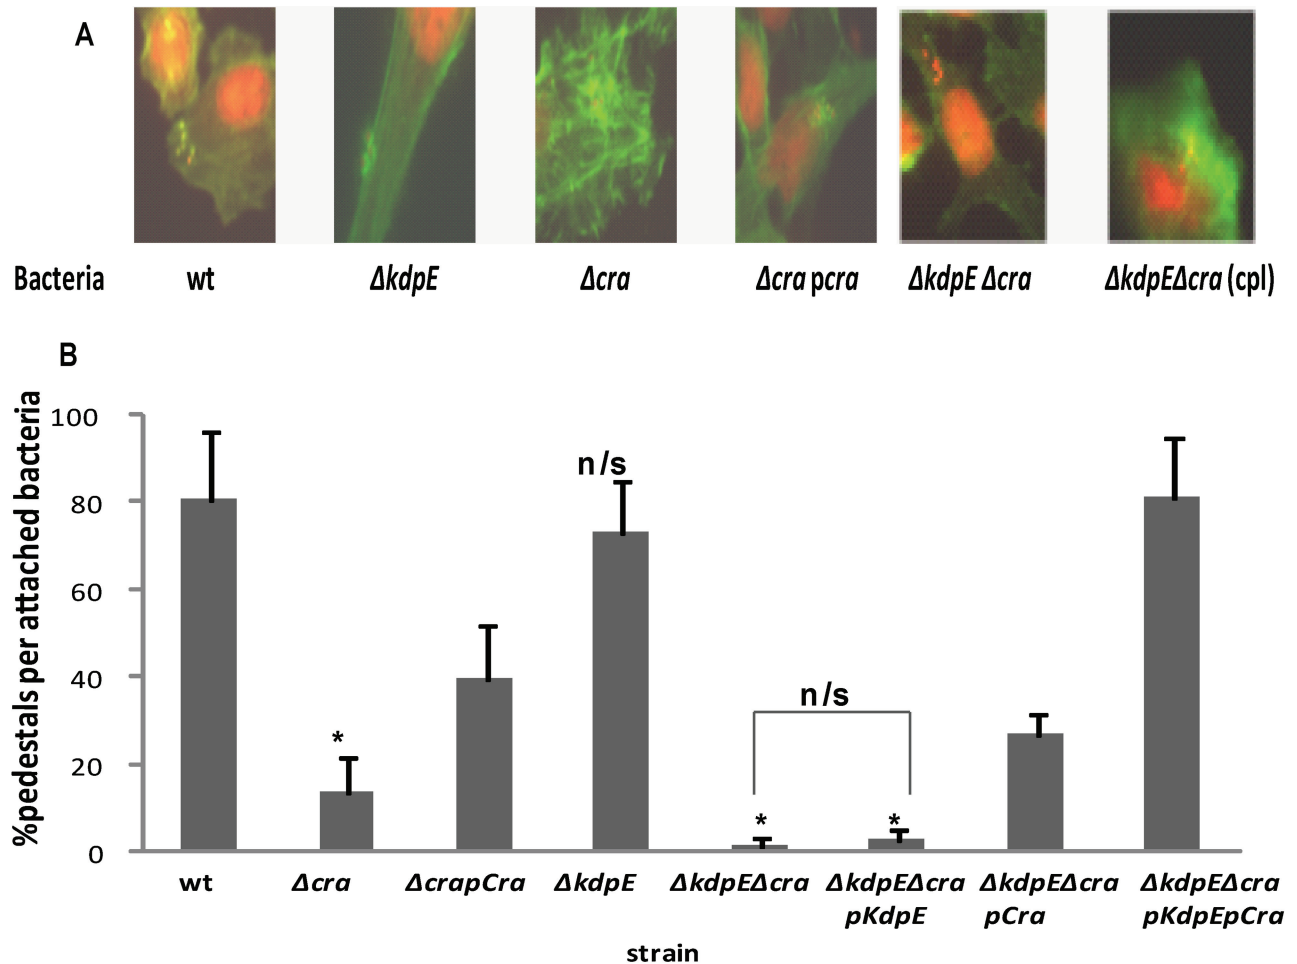 A
Bacteria wt ΔkdpE Δcra Δcra pcra ΔkdpE Δcra ΔkdpEΔcra (cpl)
B
%pedestals per attached bacteria
100
80
60
40
20
0
*
n/s
n/s
*
*
wt Δcra ΔcrapCra ΔkdpE ΔkdpEΔcra ΔkdpEΔcra ΔkdpEΔcra ΔkdpEΔcra
pKdpE pCra pKdpEpCra
strain